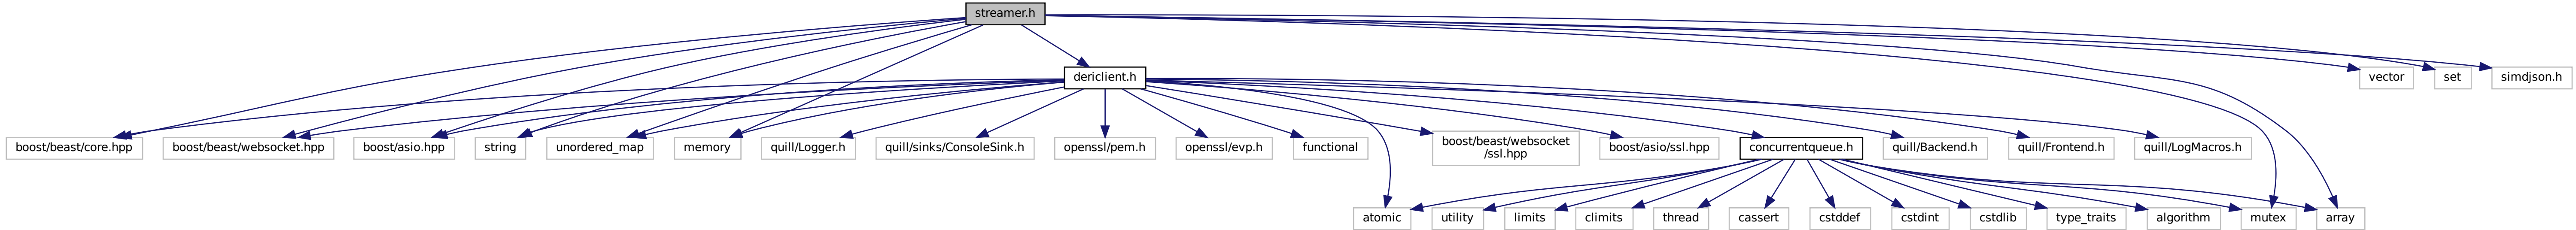 streamer.h
dericlient.h
vector
set
simdjson.h
boost/beast/core.hpp
boost/beast/websocket.hpp
boost/asio.hpp
string
unordered_map
memory
quill/Logger.h
quill/sinks/ConsoleSink.h
openssl/pem.h
openssl/evp.h
functional
boost/beast/websocket
/ssl.hpp
boost/asio/ssl.hpp
concurrentqueue.h
quill/Backend.h
quill/Frontend.h
quill/LogMacros.h
atomic
utility
limits
climits
thread
cassert
cstddef
cstdint
cstdlib
type_traits
algorithm
mutex
array